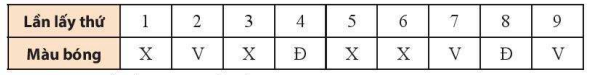 Lần lấy thứ 1 2 3 4 5 6 7 8 9
Màu bóng X V X Đ X X V Đ V